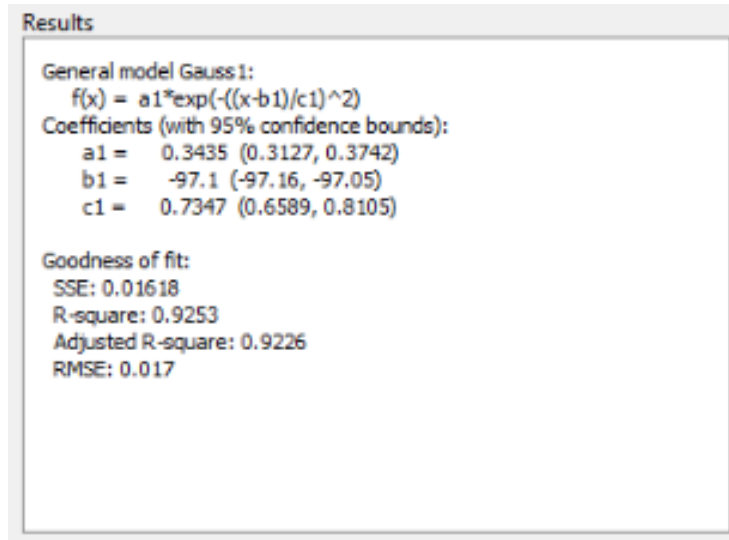 Results
General model Gauss1:
f(x) = a1*exp(-((x-b1)/c1)^2)
Coefficients (with 95% confidence bounds):
a1 = 0.3435 (0.3127, 0.3742)
b1 = -97.1 (-97.16, -97.05)
c1 = 0.7347 (0.6589, 0.8105)
Goodness of fit:
SSE: 0.01618
R-square: 0.9253
Adjusted R-square: 0.9226
RMSE: 0.017